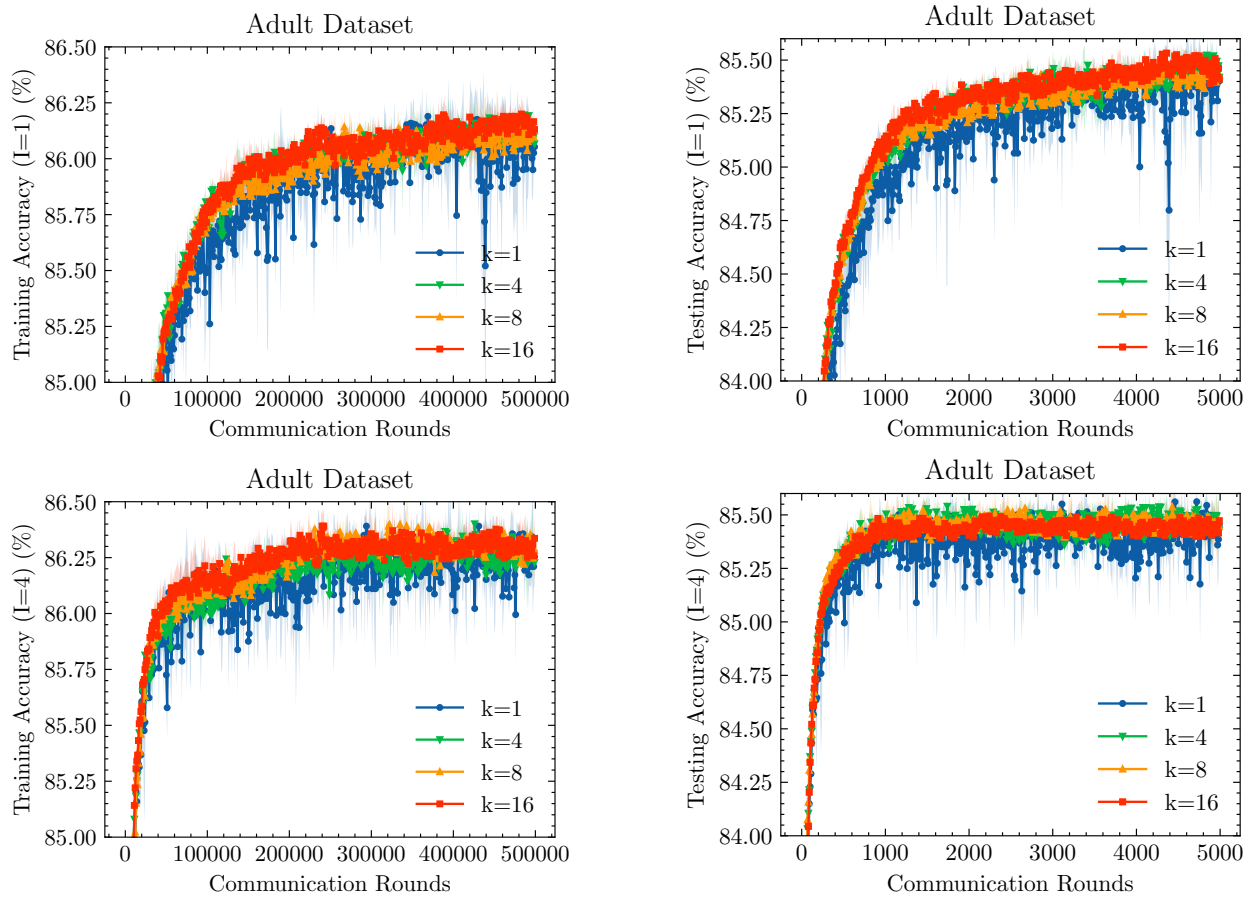 Adult Dataset
86.50
86.25
86.00
85.75
85.50
85.25
85.00
Training Accuracy (I=1) (%)
k=1
k=4
k=8
k=16
0
100000
200000
300000
400000
500000
Communication Rounds
Adult Dataset
85.50
85.25
85.00
84.75
84.50
84.25
84.00
Testing Accuracy (I=1) (%)
k=1
k=4
k=8
k=16
0
1000
2000
3000
4000
5000
Communication Rounds
Adult Dataset
86.50
86.25
86.00
85.75
85.50
85.25
85.00
Training Accuracy (I=4) (%)
k=1
k=4
k=8
k=16
0
100000
200000
300000
400000
500000
Communication Rounds
Adult Dataset
85.50
85.25
85.00
84.75
84.50
84.25
84.00
Testing Accuracy (I=4) (%)
k=1
k=4
k=8
k=16
0
1000
2000
3000
4000
5000
Communication Rounds